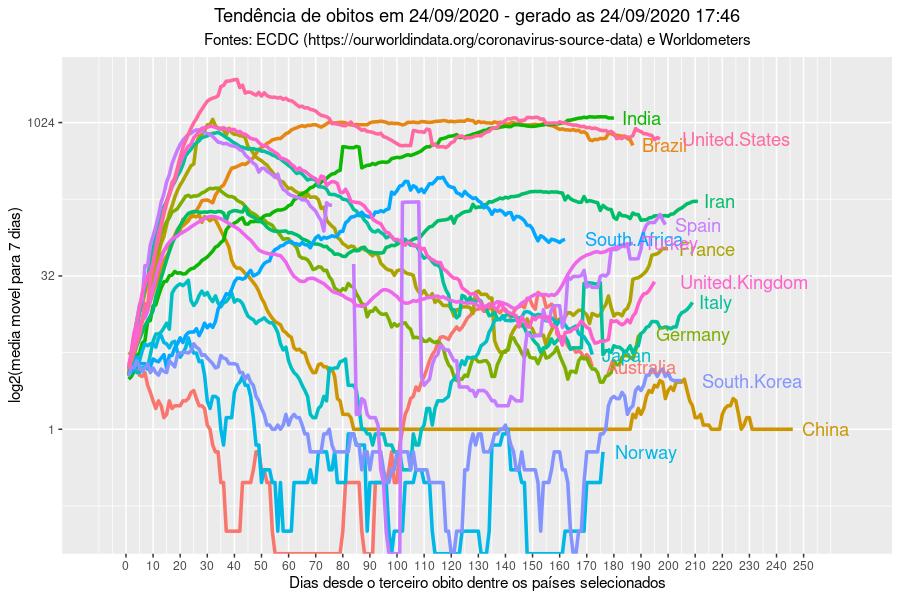 Tendência de obitos em 24/09/2020 - gerado as 24/09/2020 17:46
Fontes: ECDC (https://ourworldindata.org/coronavirus-source-data) e Worldometers
log2(media movel para 7 dias)
1024
32
1
India
Brazil
United.States
Iran
Spain
South.Africa
Turkey
France
United.Kingdom
Italy
Germany
Japan
Australia
South.Korea
China
Norway
0 10 20 30 40 50 60 70 80 90 100 110 120 130 140 150 160 170 180 190 200 210 220 230 240 250
Dias desde o terceiro obito dentre os países selecionados